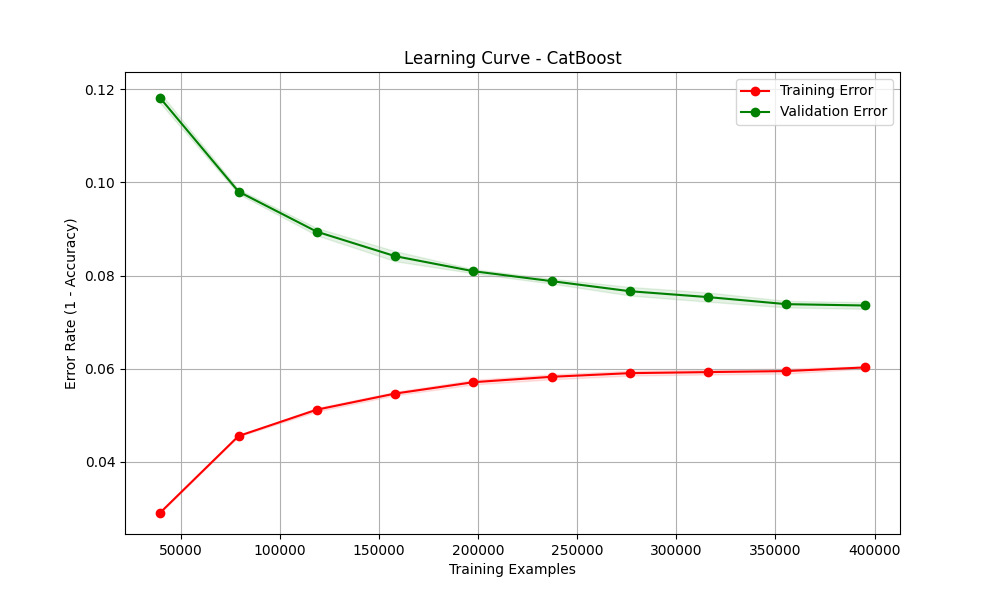 Learning Curve - CatBoost
Training Error
Validation Error
0.12
0.10
0.08
0.06
0.04
Error Rate (1 - Accuracy)
50000 100000 150000 200000 250000 300000 350000 400000
Training Examples